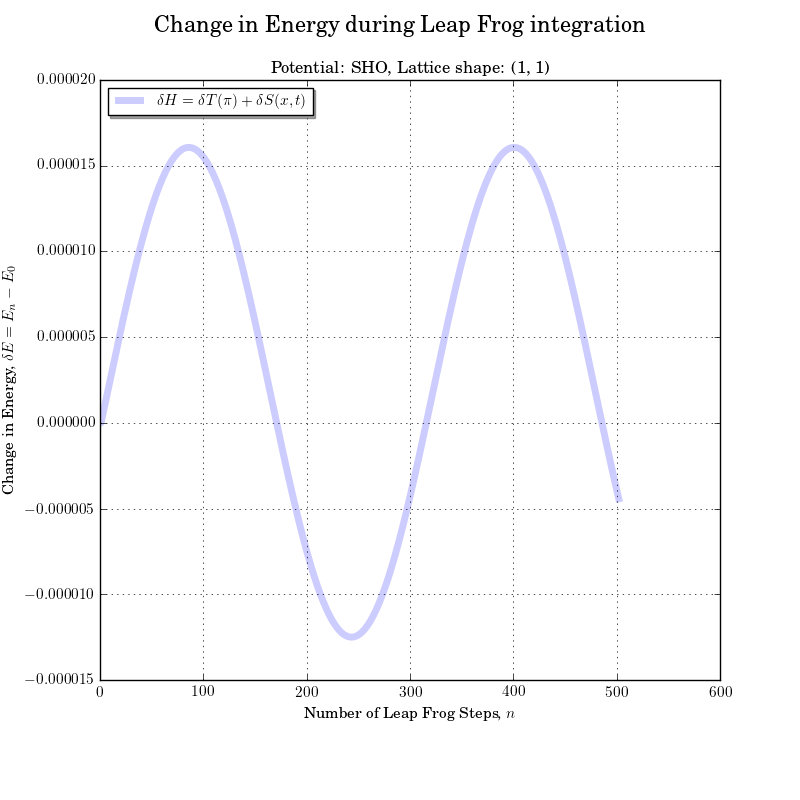 Change in Energy during Leap Frog integration
Potential: SHO, Lattice shape: (1, 1)
δH = δT(π) + δS(x, t)
0.000020
0.000015
0.000010
0.000005
0.000000
−0.000005
−0.000010
−0.000015
Change in Energy, δE = Eₙ − E₀
0 100 200 300 400 500 600
Number of Leap Frog Steps, n